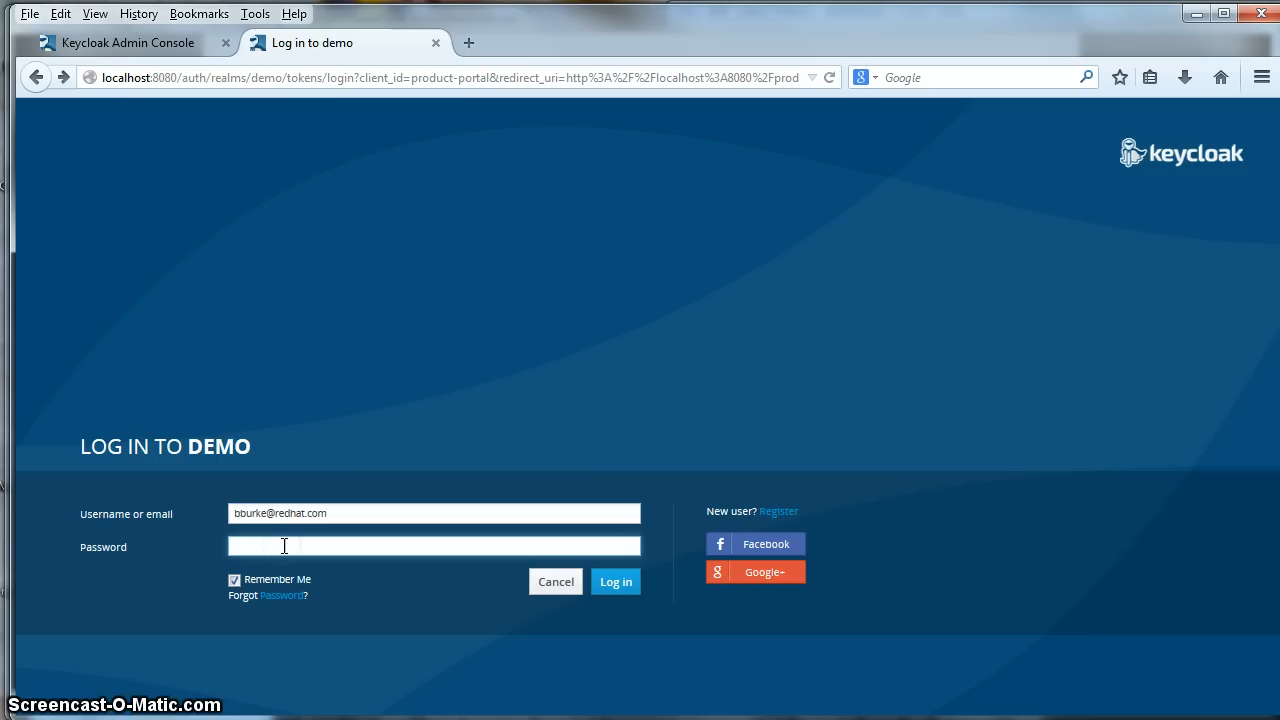 File Edit View History Bookmarks Tools Help
Keycloak Admin Console
Log in to demo
localhost:8080/auth/realms/demo/tokens/login?client_id=product-portal&redirect_uri=http%3A%2F%2Flocalhost%3A8080%2Fprod
Google
keycloak
LOG IN TO DEMO
Username or email
bburke@redhat.com
Password
Remember Me
Forgot Password?
Cancel
Log in
New user? Register
Facebook
Google+
Screencast-O-Matic.com